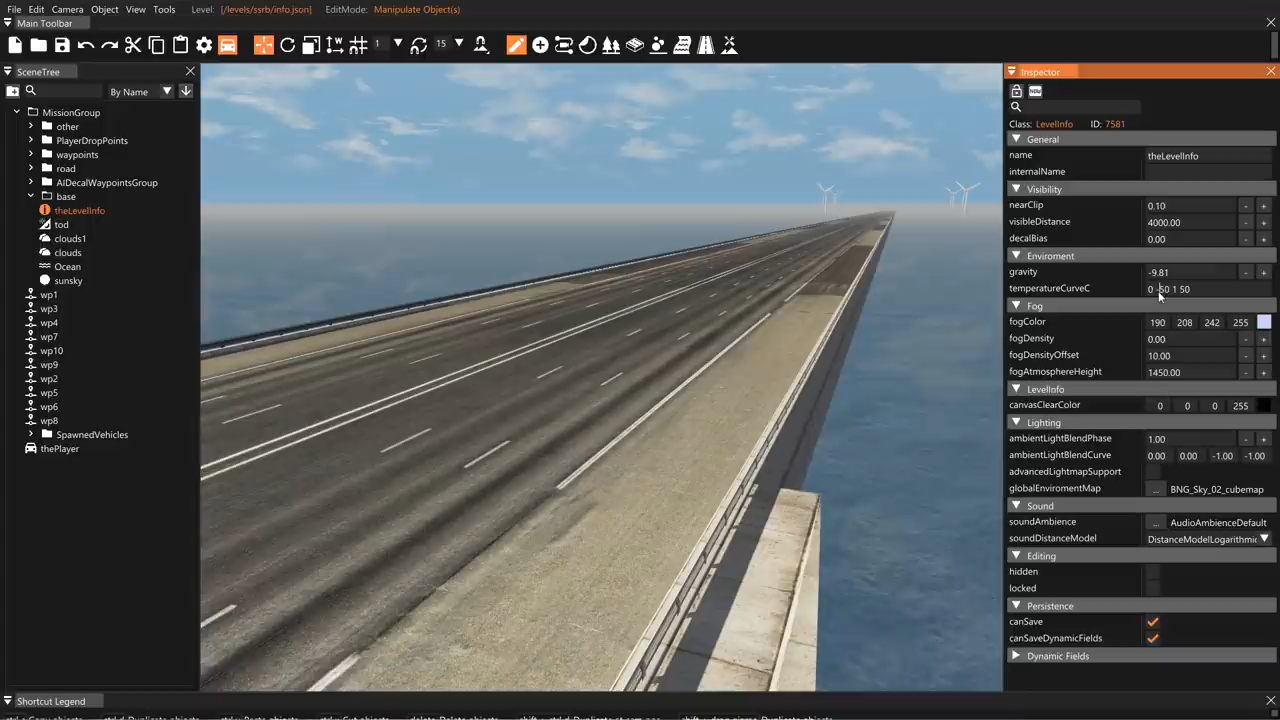 File Edit Camera Object View Tools Level: [/levels/ssrb/info.json] EditMode: Manipulate Object(s)
Main Toolbar
1 15
SceneTree
By Name
MissionGroup
other
PlayerDropPoints
waypoints
road
AIDecalWaypointsGroup
base
theLevelInfo
tod
clouds1
clouds
Ocean
sunsky
wp1
wp3
wp4
wp7
wp10
wp9
wp2
wp5
wp6
wp8
SpawnedVehicles
thePlayer
Inspector
Class: LevelInfo ID: 7581
General
name theLevelInfo
internalName
Visibility
nearClip 0.10 - +
visibleDistance 4000.00 - +
decalBias 0.00 - +
Enviroment
gravity -9.81 - +
temperatureCurveC 0 -50 1 50
Fog
fogColor 190 208 242 255
fogDensity 0.00 - +
fogDensityOffset 10.00 - +
fogAtmosphereHeight 1450.00 - +
LevelInfo
canvasClearColor 0 0 0 255
Lighting
ambientLightBlendPhase 1.00 - +
ambientLightBlendCurve 0.00 0.00 -1.00 -1.00
advancedLightmapSupport
globalEnviromentMap ... BNG_Sky_02_cubemap
Sound
soundAmbience ... AudioAmbienceDefault
soundDistanceModel DistanceModelLogarithmic
Editing
hidden
locked
Persistence
canSave
canSaveDynamicFields
Dynamic Fields
Shortcut Legend